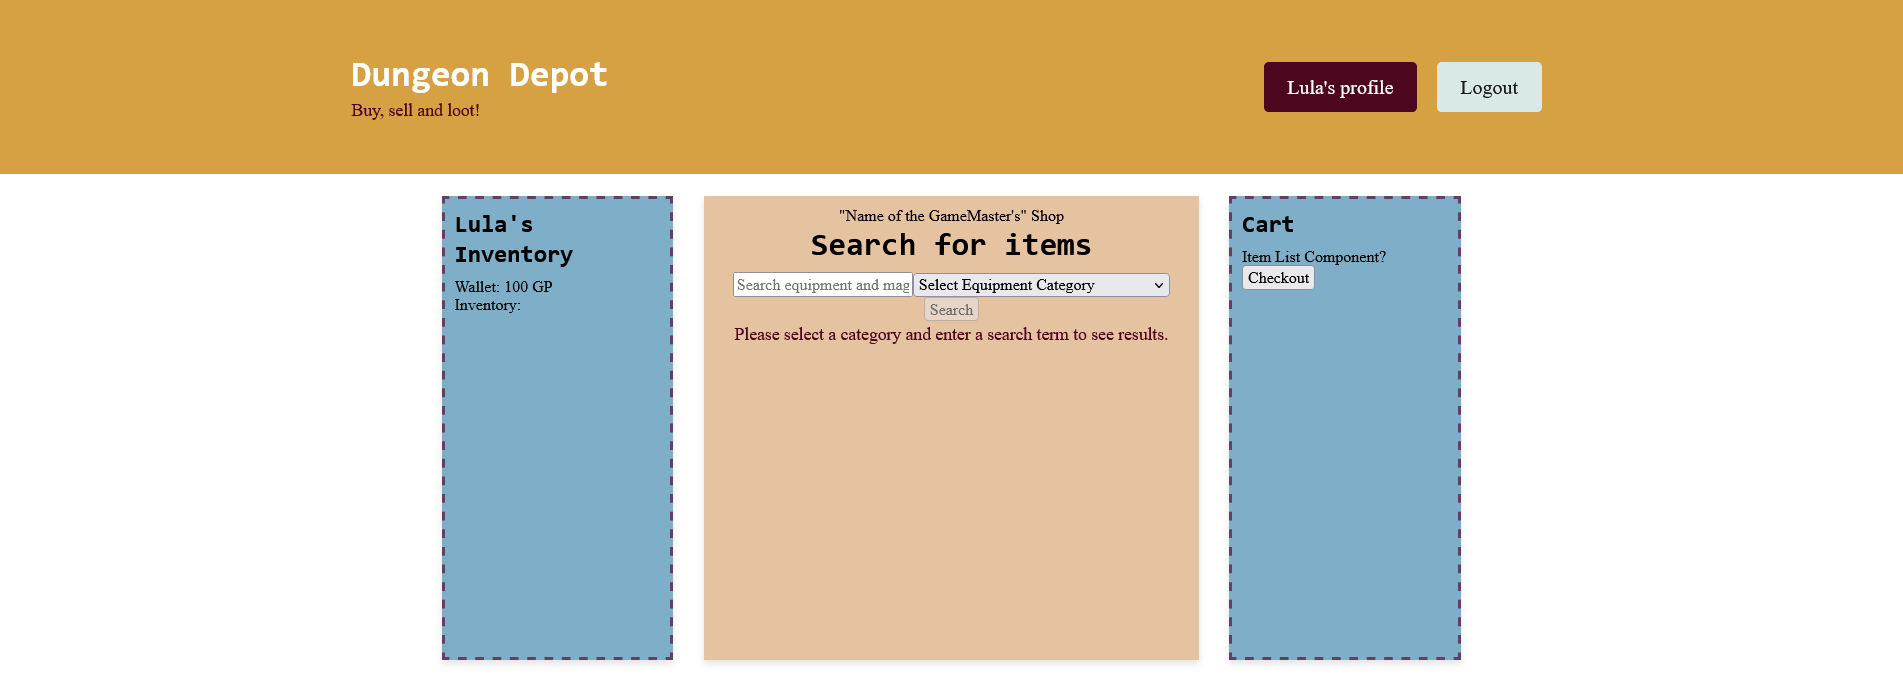 Dungeon Depot
Buy, sell and loot!
Lula's profile
Logout
Lula's
Inventory
Wallet: 100 GP
Inventory:
"Name of the GameMaster's" Shop
Search for items
Search equipment and mag
Select Equipment Category
Search
Please select a category and enter a search term to see results.
Cart
Item List Component?
Checkout